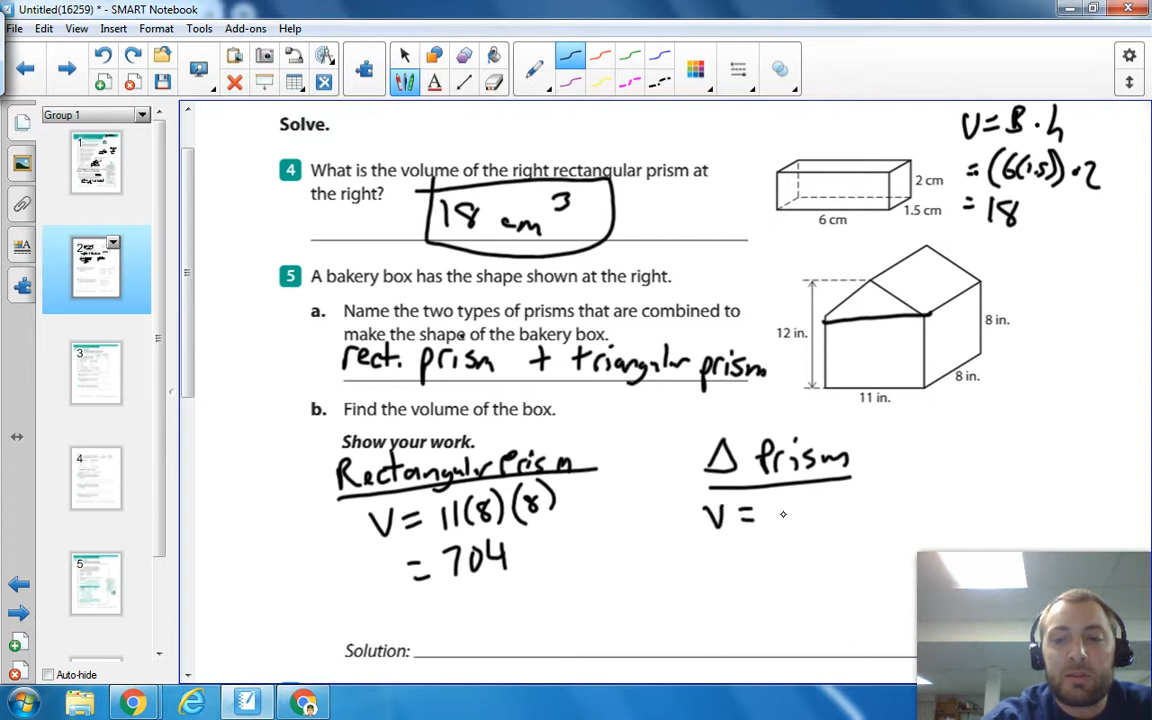 Untitled(16259) * - SMART Notebook
File Edit View Insert Format Tools Add-ons Help
Group 1
1
2
3
4
5
Auto-hide
Solve.
4 What is the volume of the right rectangular prism at
the right?
18 cm³
2 cm
1.5 cm
6 cm
V = B · h
= (6(1.5)) · 2
= 18
5 A bakery box has the shape shown at the right.
a. Name the two types of prisms that are combined to
make the shape of the bakery box.
rect. prism + triangular prism
12 in.
8 in.
8 in.
11 in.
b. Find the volume of the box.
Show your work.
Rectangular Prism
V = 11(8)(8)
= 704
Δ Prism
V =
Solution: